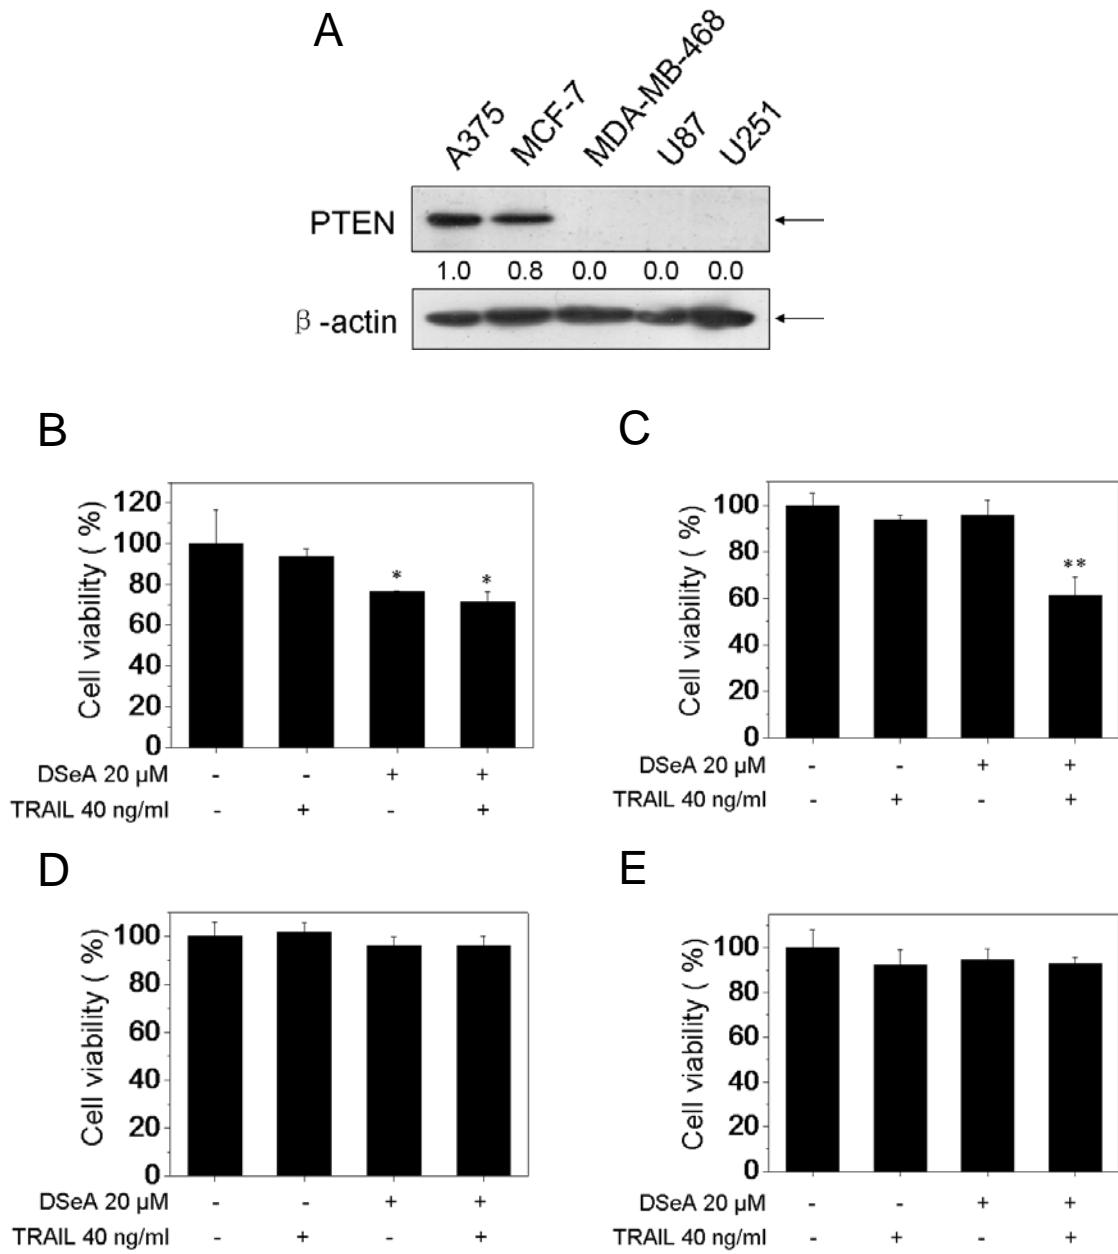 A
A375
MCF-7
MDA-MB-468
U87
U251
PTEN
1.0 0.8 0.0 0.0 0.0
β-actin
B
Cell viability ( %)
120
100
80
60
40
20
0
* *
DSeA 20 μM - - + +
TRAIL 40 ng/ml - + - +
C
Cell viability ( %)
100
80
60
40
20
0
**
DSeA 20 μM - - + +
TRAIL 40 ng/ml - + - +
D
Cell viability ( %)
100
80
60
40
20
0
DSeA 20 μM - - + +
TRAIL 40 ng/ml - + - +
E
Cell viability ( %)
100
80
60
40
20
0
DSeA 20 μM - - + +
TRAIL 40 ng/ml - + - +